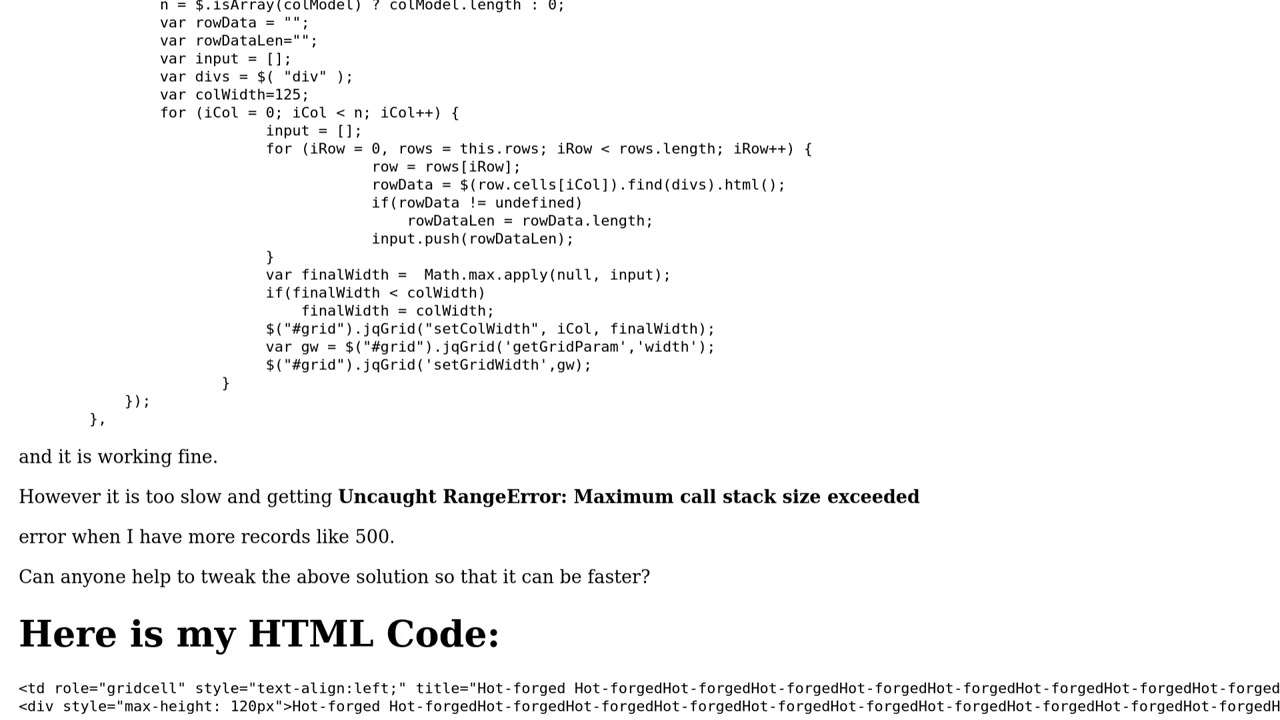 n = $.isArray(colModel) ? colModel.length : 0;
var rowData = "";
var rowDataLen="";
var input = [];
var divs = $( "div" );
var colWidth=125;
for (iCol = 0; iCol < n; iCol++) {
input = [];
for (iRow = 0, rows = this.rows; iRow < rows.length; iRow++) {
row = rows[iRow];
rowData = $(row.cells[iCol]).find(divs).html();
if(rowData != undefined)
rowDataLen = rowData.length;
input.push(rowDataLen);
}
var finalWidth =  Math.max.apply(null, input);
if(finalWidth < colWidth)
finalWidth = colWidth;
$("#grid").jqGrid("setColWidth", iCol, finalWidth);
var gw = $("#grid").jqGrid('getGridParam','width');
$("#grid").jqGrid('setGridWidth',gw);
}
});
},
and it is working fine.
However it is too slow and getting Uncaught RangeError: Maximum call stack size exceeded
error when I have more records like 500.
Can anyone help to tweak the above solution so that it can be faster?
Here is my HTML Code:
<td role="gridcell" style="text-align:left;" title="Hot-forged Hot-forgedHot-forgedHot-forgedHot-forgedHot-forgedHot-forgedHot-forgedHot-forged
<div style="max-height: 120px">Hot-forged Hot-forgedHot-forgedHot-forgedHot-forgedHot-forgedHot-forgedHot-forgedHot-forgedHot-forgedH